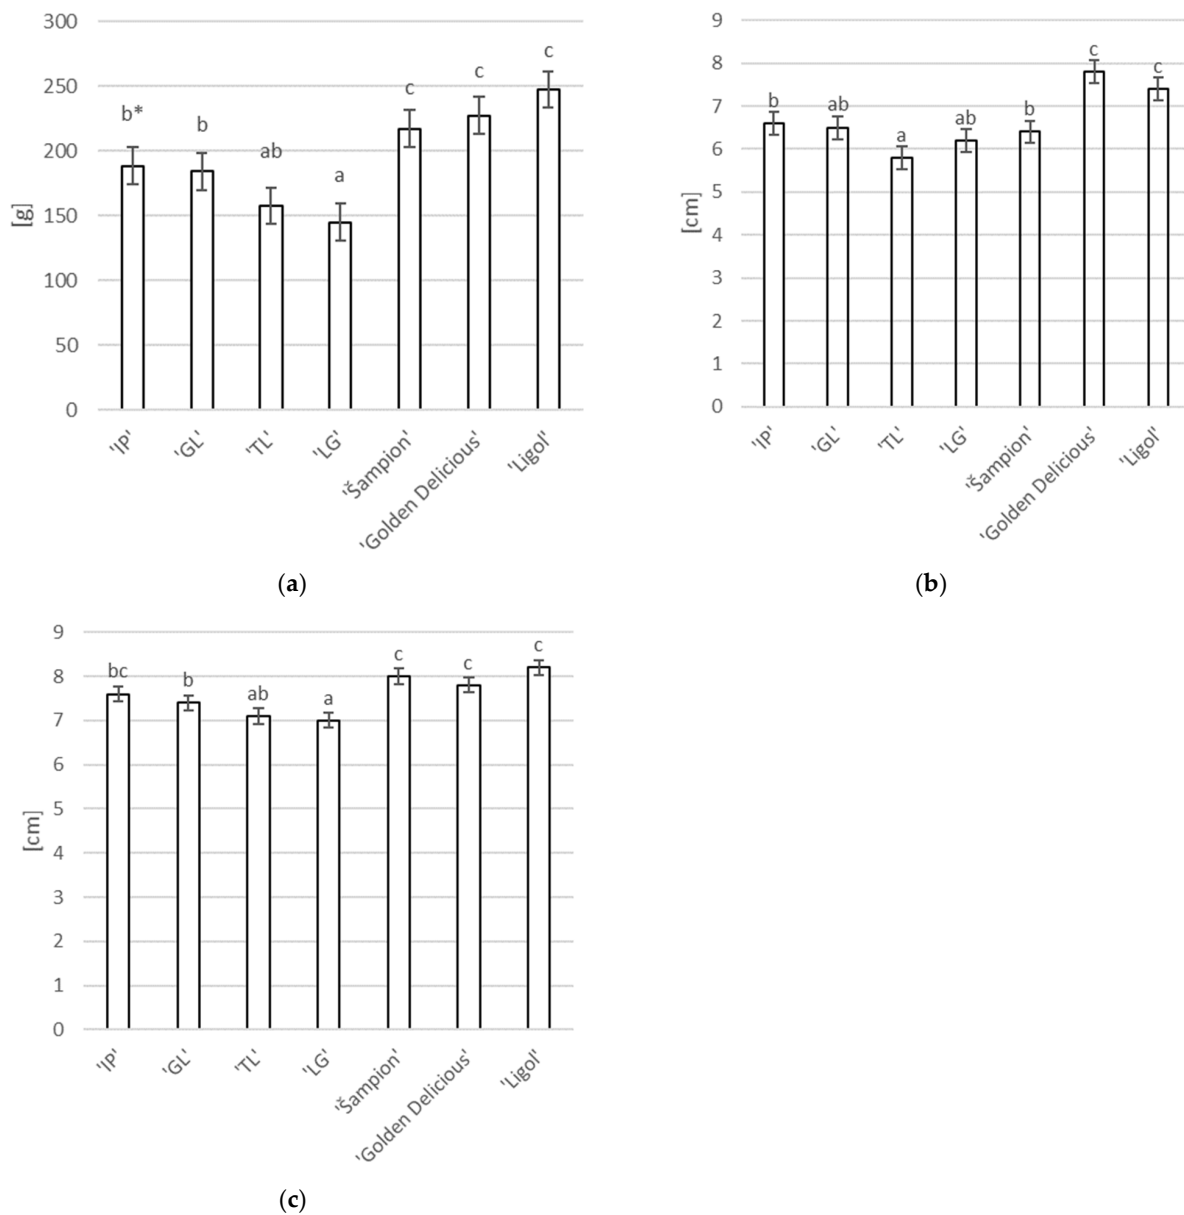 300
250
200
150
100
50
0
[g]
b*
b
ab
a
c
c
c
'IP'
'GL'
'TL'
'LG'
'Šampion'
'Golden Delicious'
'Ligol'
(a)
9
8
7
6
5
4
3
2
1
0
[cm]
b
ab
a
ab
b
c
c
'IP'
'GL'
'TL'
'LG'
'Šampion'
'Golden Delicious'
'Ligol'
(b)
9
8
7
6
5
4
3
2
1
0
[cm]
bc
b
ab
a
c
c
c
'IP'
'GL'
'TL'
'LG'
'Šampion'
'Golden Delicious'
'Ligol'
(c)